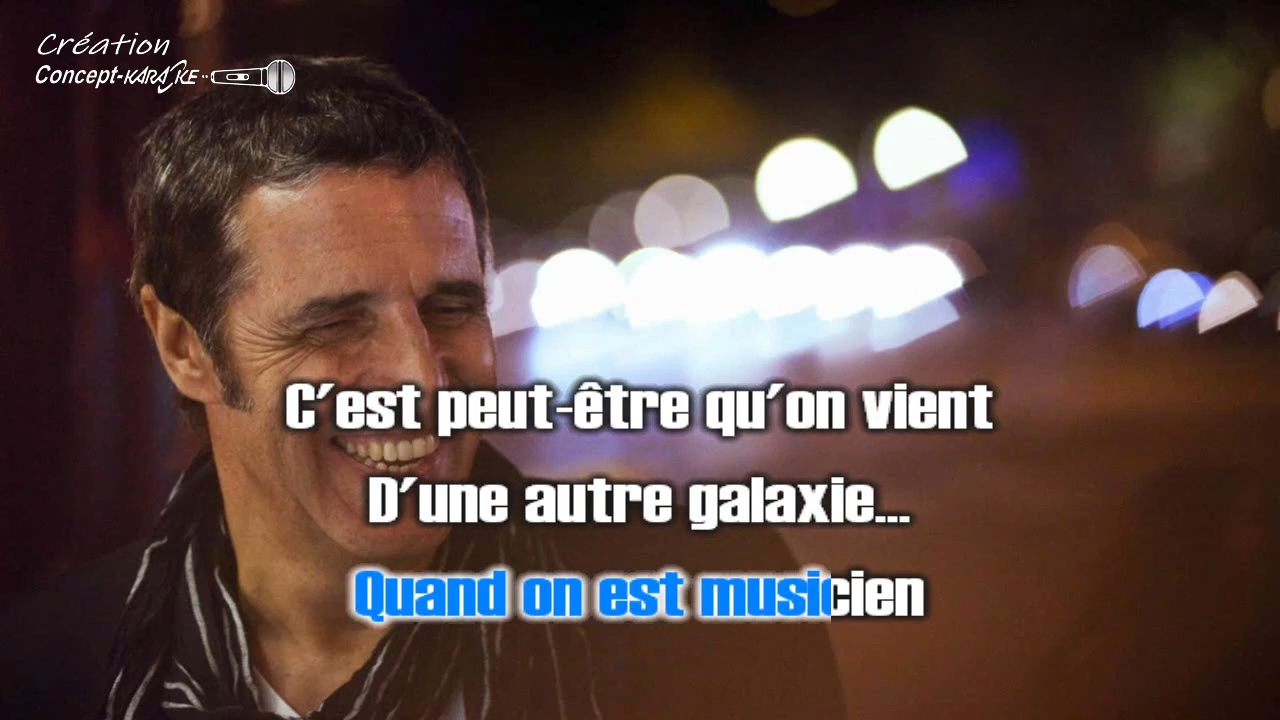 Création
Concept-KARAOKE
C'est peut-être qu'on vient
D'une autre galaxie...
Quand on est musicien